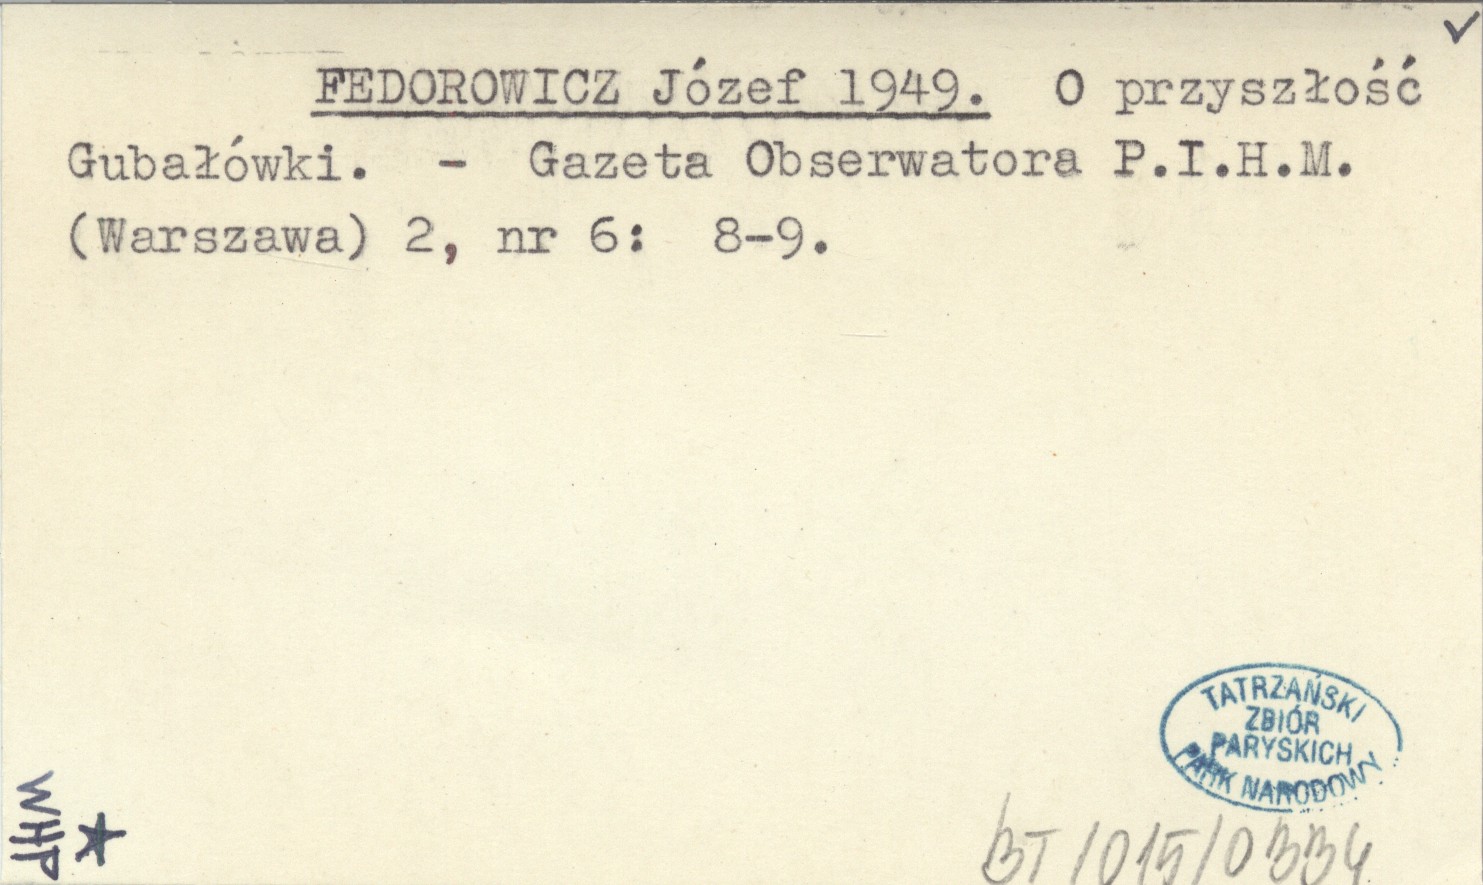 FEDOROWICZ Józef 1949. O przyszłość
Gubałówki. - Gazeta Obserwatora P.I.H.M.
(Warszawa) 2, nr 6: 8-9.
TATRZAŃSKI
ZBIÓR
PARYSKICH
PARK NARODOWY
BT/015/0334
WHP